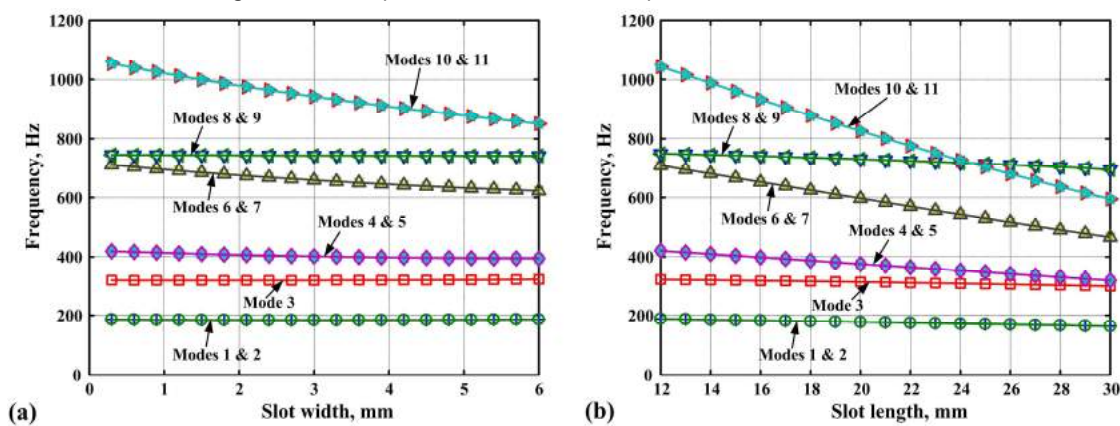 1200
1000
800
600
400
200
0
Frequency, Hz
Modes 10 & 11
Modes 8 & 9
Modes 6 & 7
Modes 4 & 5
Mode 3
Modes 1 & 2
0 1 2 3 4 5 6
(a) Slot width, mm
1200
1000
800
600
400
200
0
Frequency, Hz
Modes 10 & 11
Modes 8 & 9
Modes 6 & 7
Modes 4 & 5
Mode 3
Modes 1 & 2
12 14 16 18 20 22 24 26 28 30
(b) Slot length, mm